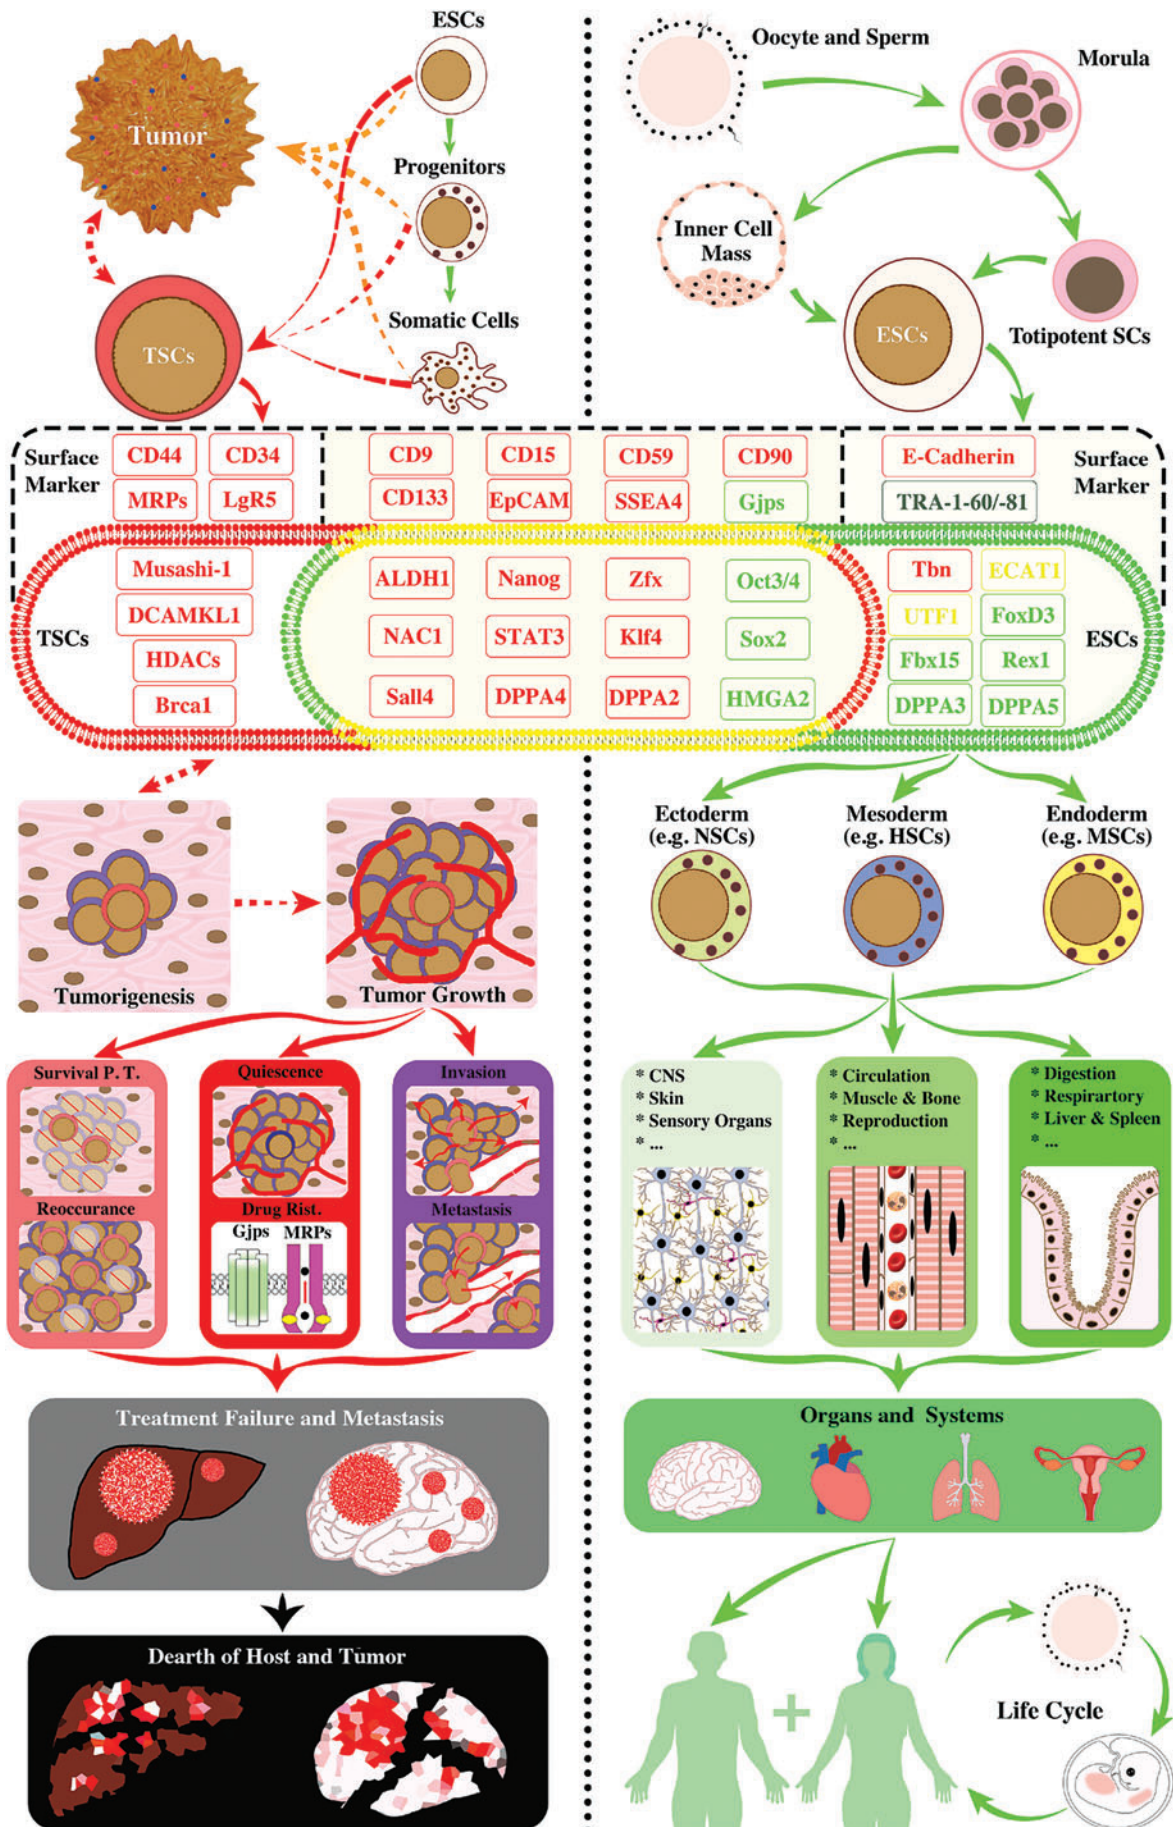 ESCs
Tumor
Progenitors
Somatic Cells
TSCs
Oocyte and Sperm
Morula
Inner Cell
Mass
ESCs
Totipotent SCs
Surface
Marker
CD44
CD34
MRPs
LgR5
CD9
CD15
CD59
CD90
CD133
EpCAM
SSEA4
Gjps
E-Cadherin
TRA-1-60/-81
Surface
Marker
TSCs
Musashi-1
DCAMKL1
HDACs
Brca1
ALDH1
Nanog
Zfx
Oct3/4
NAC1
STAT3
Klf4
Sox2
Sall4
DPPA4
DPPA2
HMGA2
Tbn
ECAT1
UTF1
FoxD3
Fbx15
Rex1
DPPA3
DPPA5
ESCs
Tumorigenesis
Tumor Growth
Ectoderm
(e.g. NSCs)
Mesoderm
(e.g. HSCs)
Endoderm
(e.g. MSCs)
Survival P. T.
Reoccurance
Quiescence
Drug Rist.
Gjps
MRPs
Invasion
Metastasis
* CNS
* Skin
* Sensory Organs
* ...
* Circulation
* Muscle & Bone
* Reproduction
* ...
* Digestion
* Respirartory
* Liver & Spleen
* ...
Treatment Failure and Metastasis
Dearth of Host and Tumor
Organs and Systems
+
Life Cycle